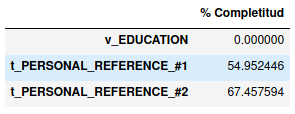 % Completitud
v_EDUCATION 0.000000
t_PERSONAL_REFERENCE_#1 54.952446
t_PERSONAL_REFERENCE_#2 67.457594